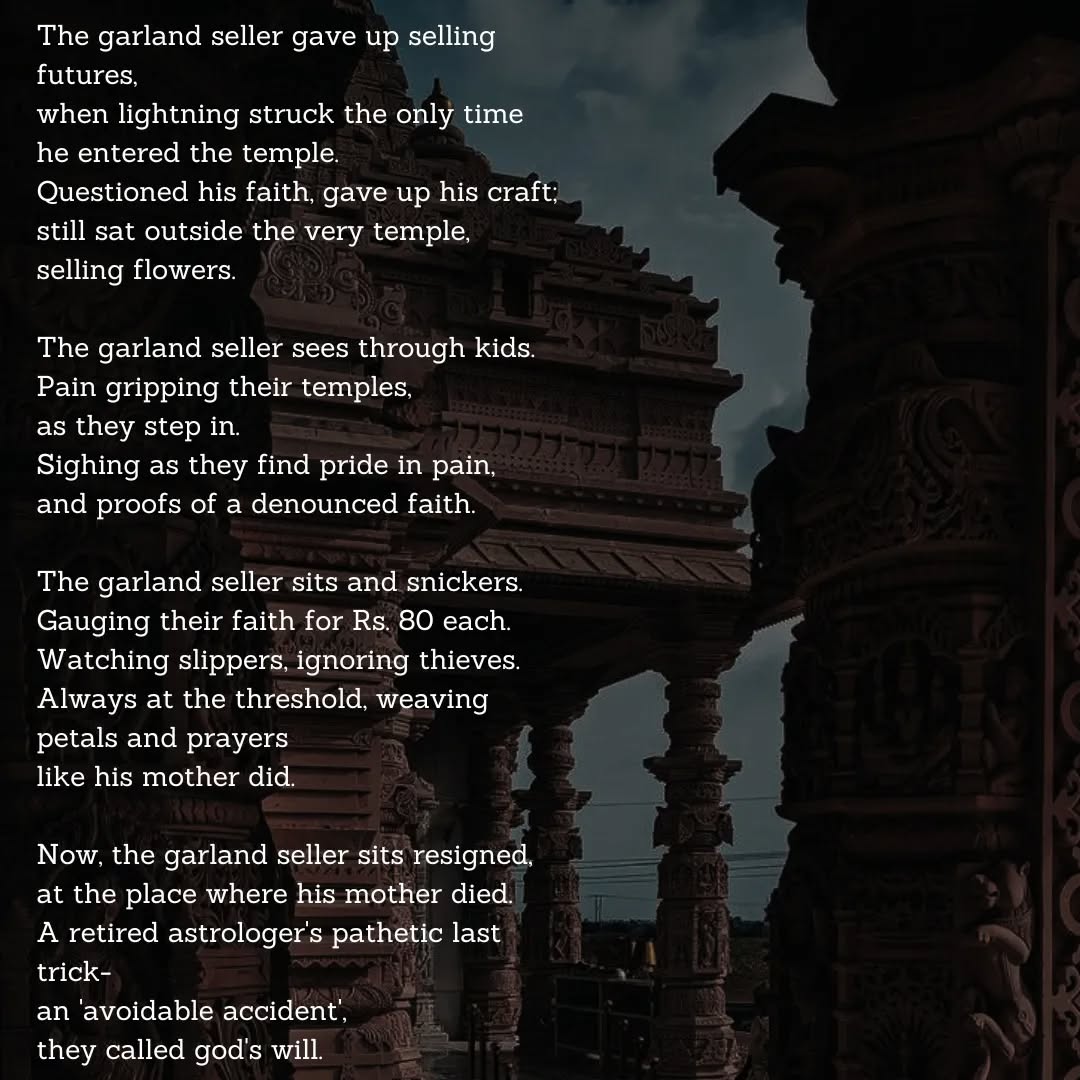 The garland seller gave up selling
futures,
when lightning struck the only time
he entered the temple.
Questioned his faith, gave up his craft;
still sat outside the very temple,
selling flowers.
The garland seller sees through kids.
Pain gripping their temples,
as they step in.
Sighing as they find pride in pain,
and proofs of a denounced faith.
The garland seller sits and snickers.
Gauging their faith for Rs. 80 each.
Watching slippers, ignoring thieves.
Always at the threshold, weaving
petals and prayers
like his mother did.
Now, the garland seller sits resigned,
at the place where his mother died.
A retired astrologer's pathetic last
trick-
an 'avoidable accident',
they called god's will.